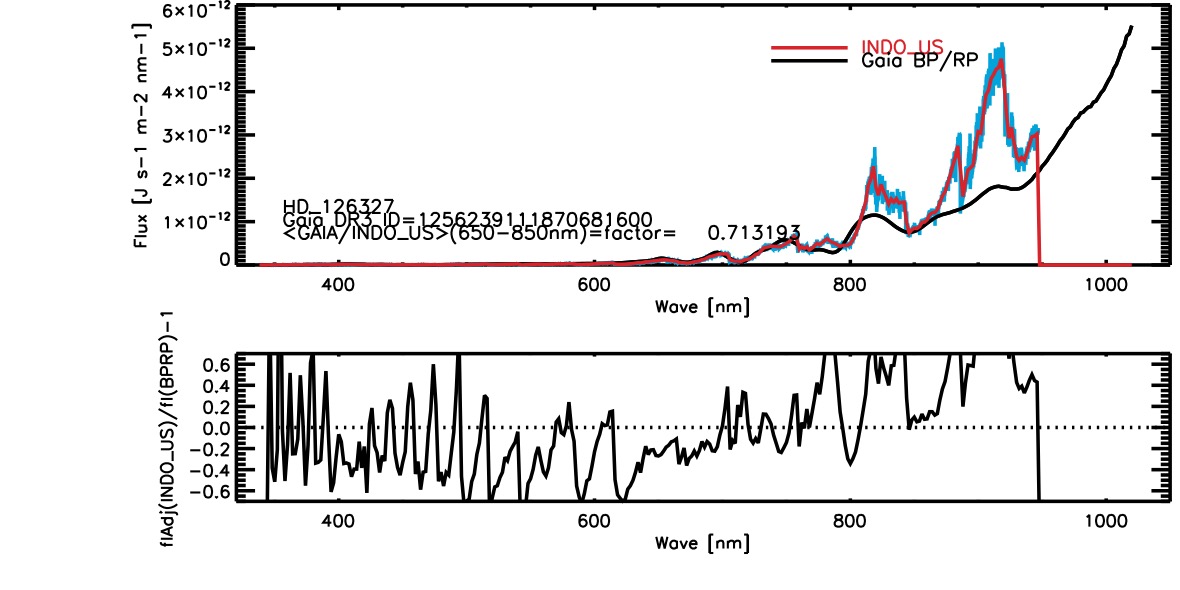 6×10−12
5×10−12
4×10−12
3×10−12
2×10−12
1×10−12
0
Flux [J s−1 m−2 nm−1]
INDO_US
Gaia BP/RP
HD_126327
Gaia DR3 ID=1256239111870681600
<GAIA/INDO_US>(650−850nm)=factor= 0.713193
400 600 800 1000
Wave [nm]
flAdj(INDO_US)/fl(BPRP)−1
0.6
0.4
0.2
0.0
−0.2
−0.4
−0.6
400 600 800 1000
Wave [nm]